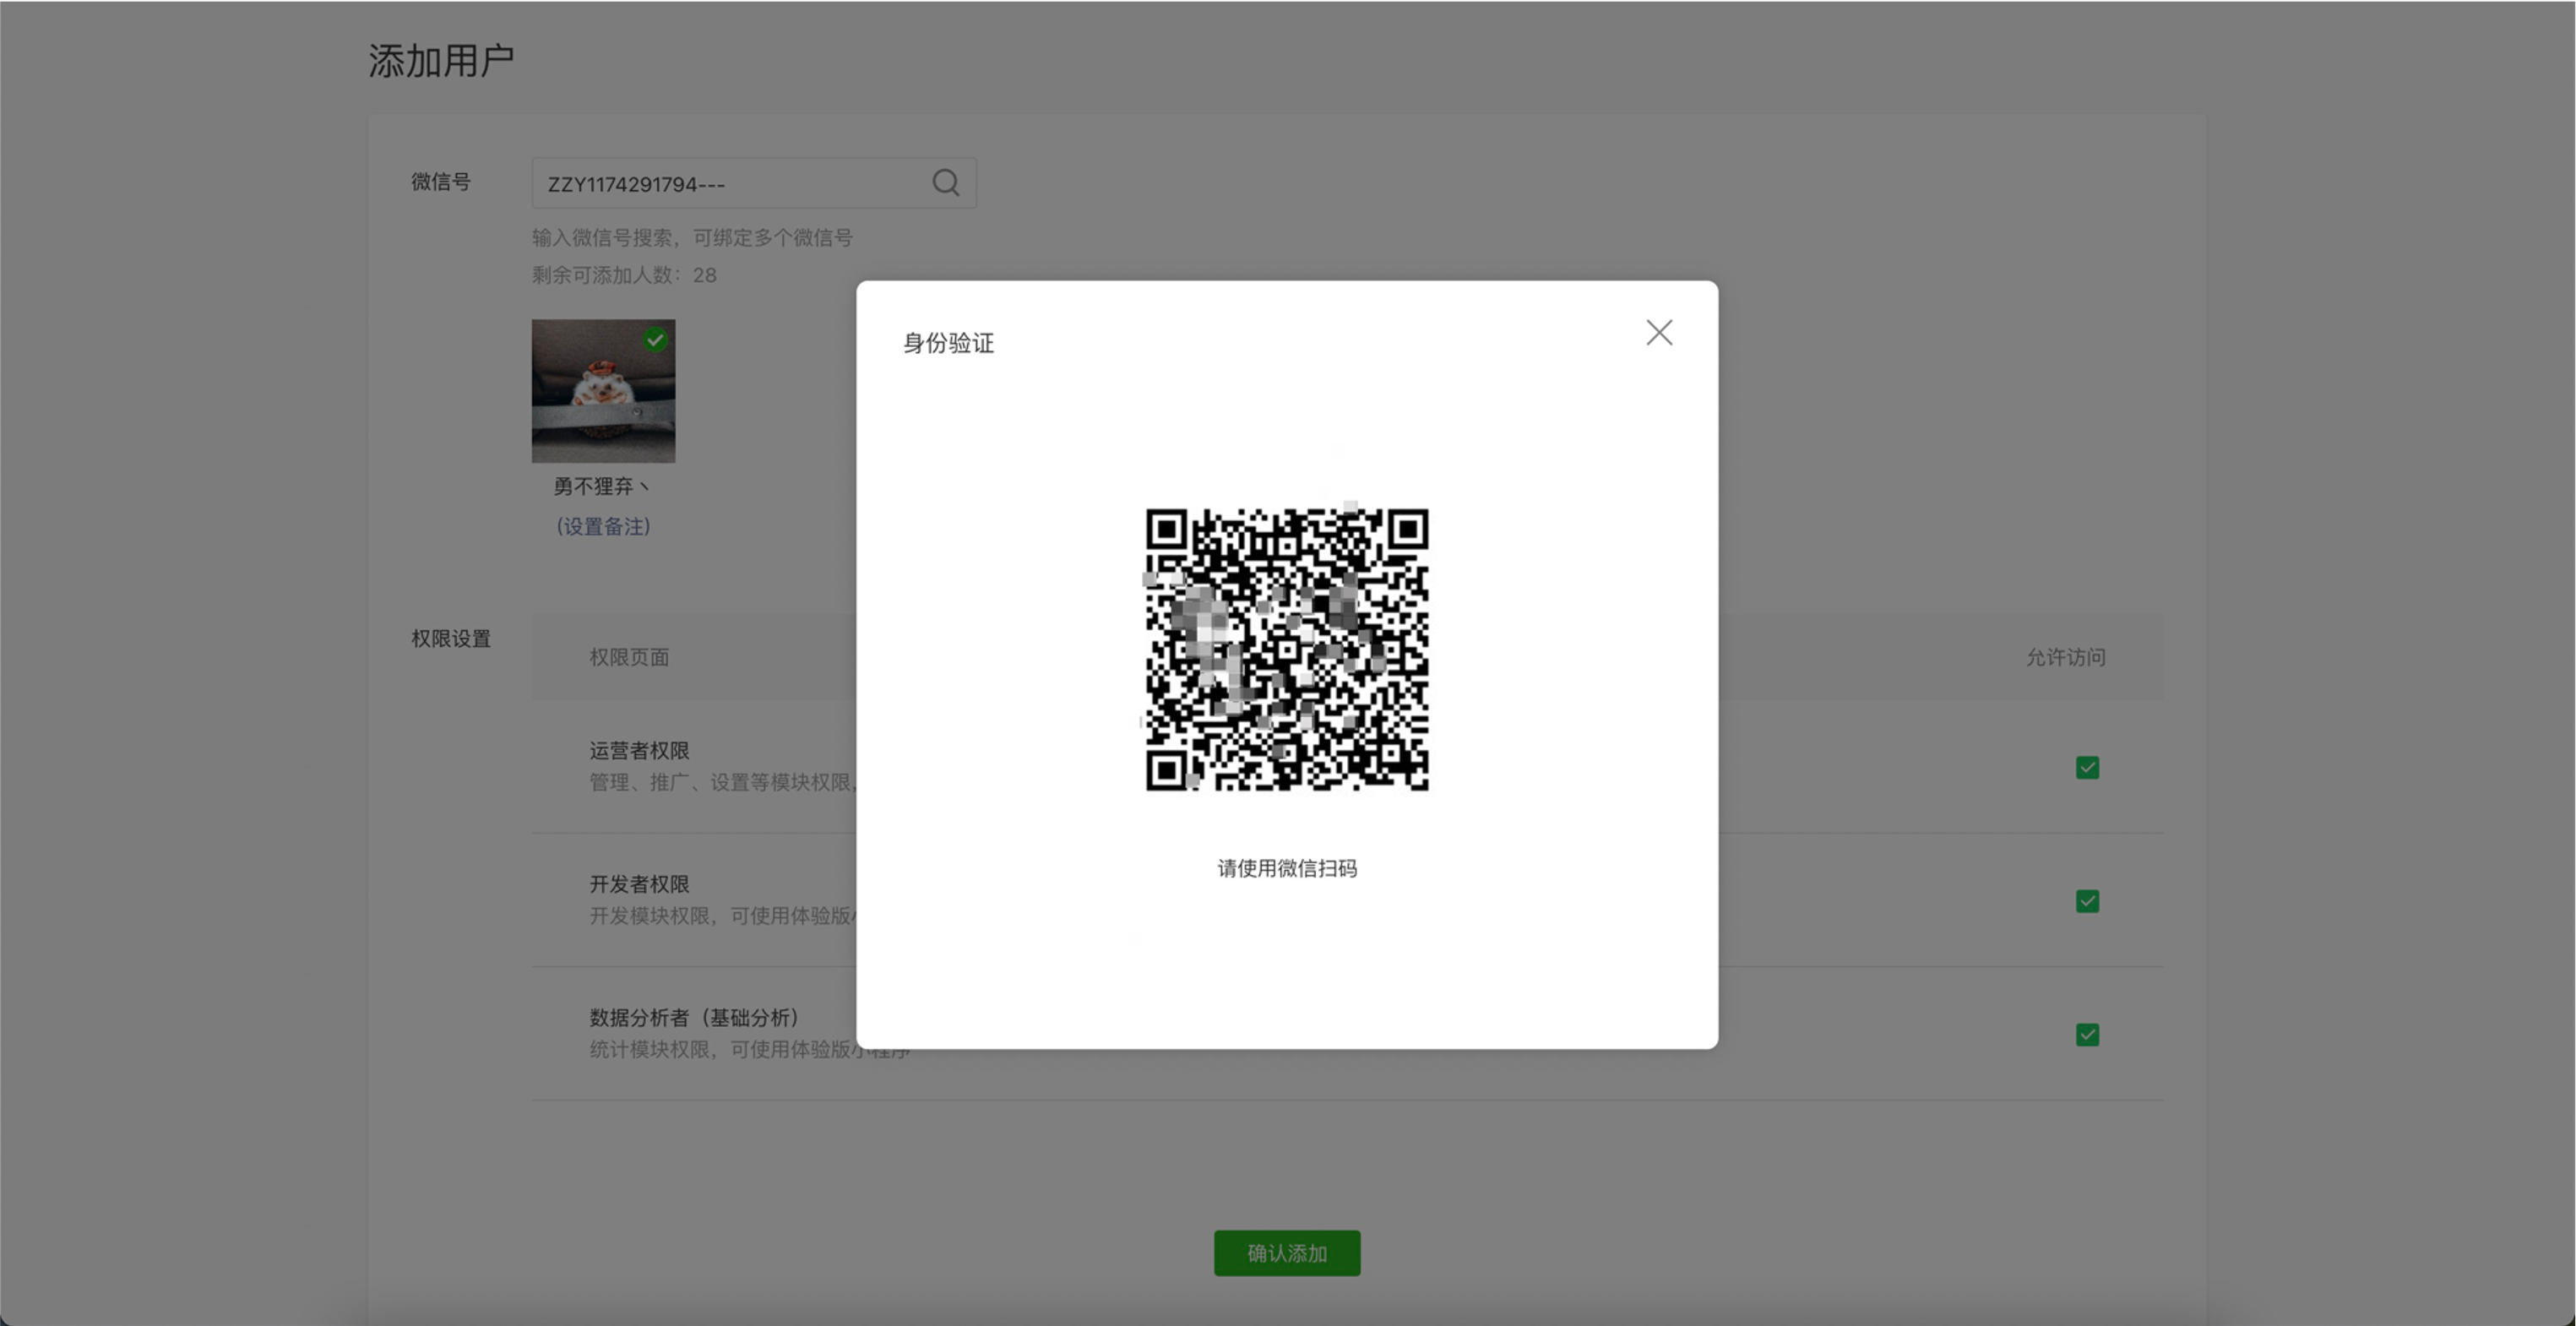 添加用户
微信号
ZZY1174291794---
输入微信号搜索，可绑定多个微信号
剩余可添加人数：28
勇不狸弃丶
(设置备注)
身份验证
请使用微信扫码
权限设置
权限页面
允许访问
运营者权限
管理、推广、设置等模块权限，
开发者权限
开发模块权限，可使用体验版
数据分析者（基础分析）
统计模块权限，可使用体验版小程序
确认添加